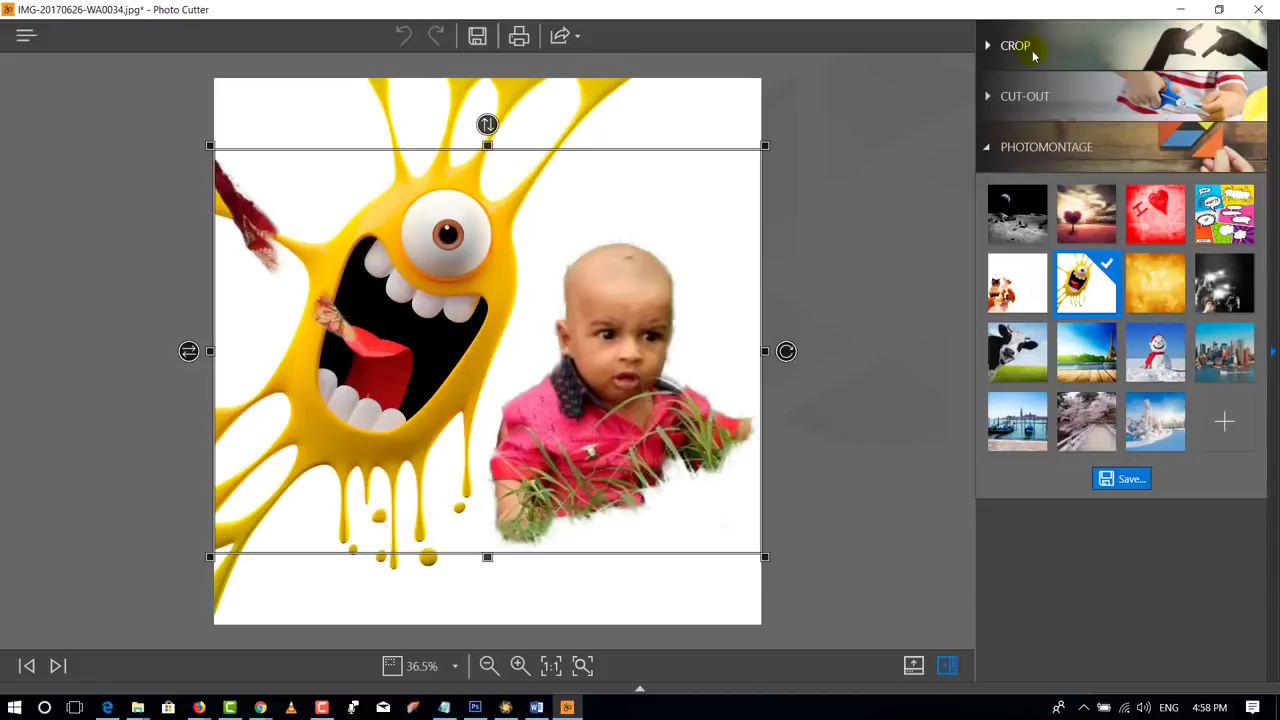 IMG-20170626-WA0034.jpg* - Photo Cutter
CROP
CUT-OUT
PHOTOMONTAGE
I
Save...
36.5%
1:1
ENG
4:58 PM